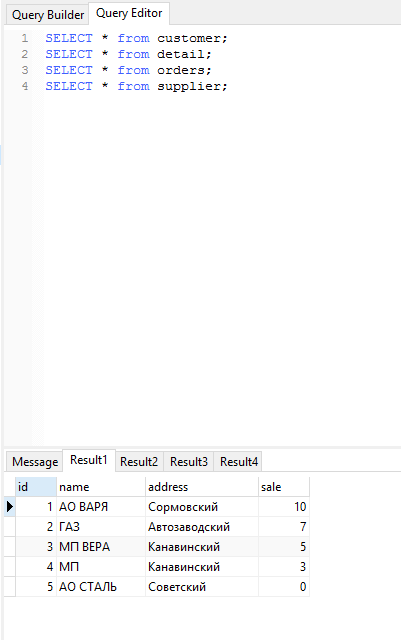 Query Builder Query Editor
1 SELECT * from customer;
2 SELECT * from detail;
3 SELECT * from orders;
4 SELECT * from supplier;
Message Result1 Result2 Result3 Result4
id name address sale
1 АО ВАРЯ Сормовский 10
2 ГАЗ Автозаводский 7
3 МП ВЕРА Канавинский 5
4 МП Канавинский 3
5 АО СТАЛЬ Советский 0